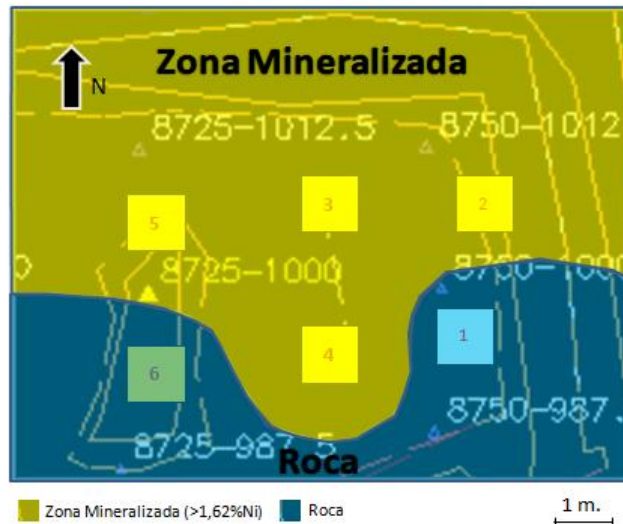 Zona Mineralizada
N
8725-1012.5 8750-1012
5 3 2
0 8725-1000 8750-1000
6 4 1
8725-987.5 8750-987.
Roca
Zona Mineralizada (>1,62%Ni) Roca 1 m.